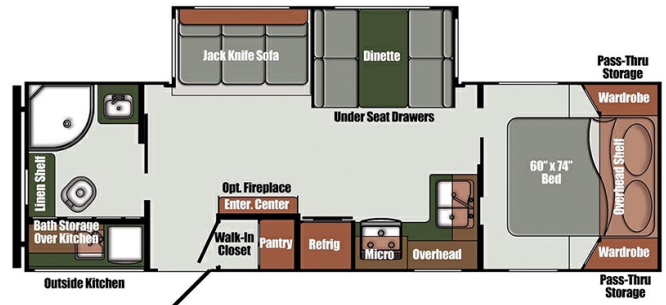 Jack Knife Sofa
Dinette
Under Seat Drawers
Pass-Thru
Storage
Wardrobe
60" x 74"
Bed
Overhead Shelf
Linen Shelf
Opt. Fireplace
Enter. Center
Bath Storage
Over Kitchen
Walk-In
Closet
Pantry
Refrig
Micro
Overhead
Wardrobe
Outside Kitchen
Pass-Thru
Storage